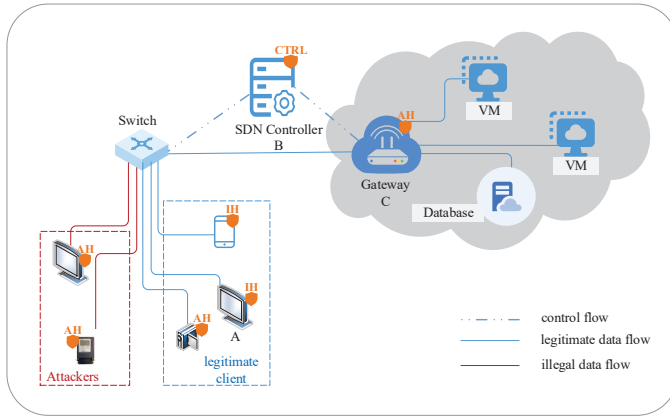 CTRL
Switch
SDN Controller
B
AH
VM
VM
Gateway
C
Database
IH
AH
IH
AH
A
AH
Attackers
legitimate
client
control flow
legitimate data flow
illegal data flow